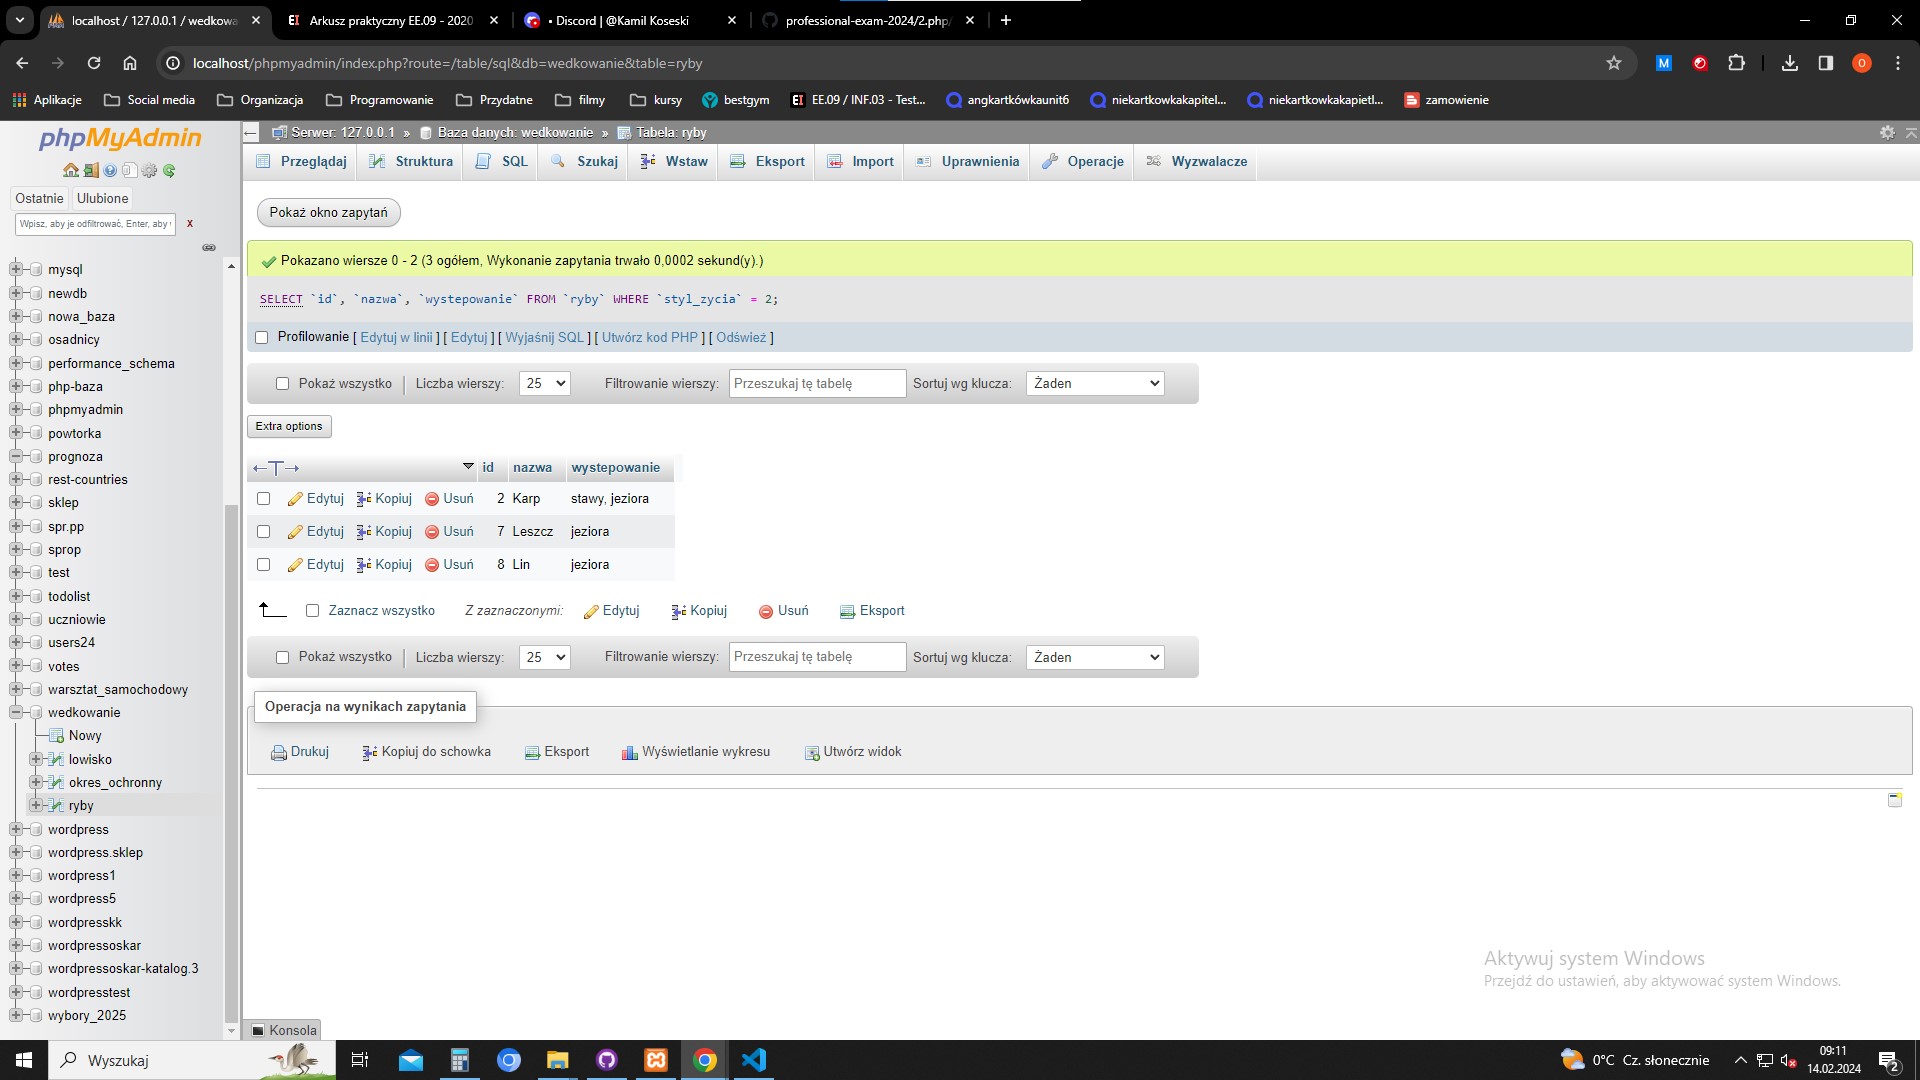 localhost / 127.0.0.1 / wedkowa
Arkusz praktyczny EE.09 - 2020
• Discord | @Kamil Koseski
professional-exam-2024/2.php/
localhost/phpmyadmin/index.php?route=/table/sql&db=wedkowanie&table=ryby
M
O
Aplikacje
Social media
Organizacja
Programowanie
Przydatne
filmy
kursy
bestgym
EE.09 / INF.03 - Test...
angkartkówkaunit6
niekartkowkakapitel...
niekartkowkakapietl...
zamowienie
phpMyAdmin
Ostatnie
Ulubione
Wpisz, aby je odfiltrować, Enter, aby
X
mysql
newdb
nowa_baza
osadnicy
performance_schema
php-baza
phpmyadmin
powtorka
prognoza
rest-countries
sklep
spr.pp
sprop
test
todolist
uczniowie
users24
votes
warsztat_samochodowy
wedkowanie
Nowy
lowisko
okres_ochronny
ryby
wordpress
wordpress.sklep
wordpress1
wordpress5
wordpresskk
wordpressoskar
wordpressoskar-katalog.3
wordpresstest
wybory_2025
Serwer: 127.0.0.1 » Baza danych: wedkowanie » Tabela: ryby
Przeglądaj
Struktura
SQL
Szukaj
Wstaw
Eksport
Import
Uprawnienia
Operacje
Wyzwalacze
Pokaż okno zapytań
Pokazano wiersze 0 - 2 (3 ogółem, Wykonanie zapytania trwało 0,0002 sekund(y).)
SELECT `id`, `nazwa`, `wystepowanie` FROM `ryby` WHERE `styl_zycia` = 2;
Profilowanie [ Edytuj w linii ] [ Edytuj ] [ Wyjaśnij SQL ] [ Utwórz kod PHP ] [ Odśwież ]
Pokaż wszystko | Liczba wierszy: 25 Filtrowanie wierszy: Przeszukaj tę tabelę Sortuj wg klucza: Żaden
Extra options
id nazwa wystepowanie
Edytuj Kopiuj Usuń 2 Karp stawy, jeziora
Edytuj Kopiuj Usuń 7 Leszcz jeziora
Edytuj Kopiuj Usuń 8 Lin jeziora
Zaznacz wszystko Z zaznaczonymi: Edytuj Kopiuj Usuń Eksport
Pokaż wszystko | Liczba wierszy: 25 Filtrowanie wierszy: Przeszukaj tę tabelę Sortuj wg klucza: Żaden
Operacja na wynikach zapytania
Drukuj Kopiuj do schowka Eksport Wyświetlanie wykresu Utwórz widok
Aktywuj system Windows
Przejdź do ustawień, aby aktywować system Windows.
Konsola
Wyszukaj
0°C Cz. słonecznie
09:11
14.02.2024
2